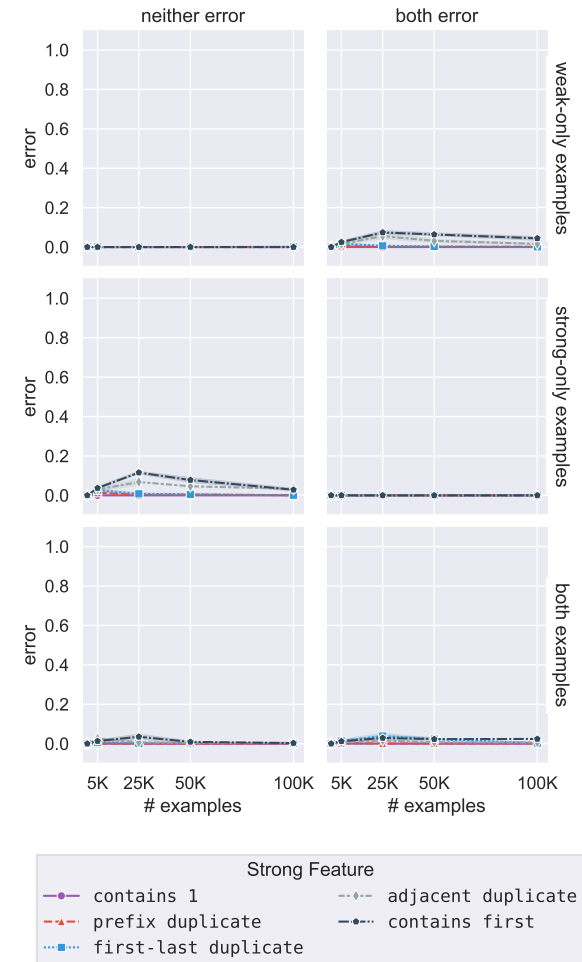 neither error
both error
error
1.0
0.8
0.6
0.4
0.2
0.0
weak-only examples
error
1.0
0.8
0.6
0.4
0.2
0.0
strong-only examples
error
1.0
0.8
0.6
0.4
0.2
0.0
both examples
5K 25K 50K 100K
5K 25K 50K 100K
# examples
# examples
Strong Feature
contains 1
prefix duplicate
first-last duplicate
adjacent duplicate
contains first